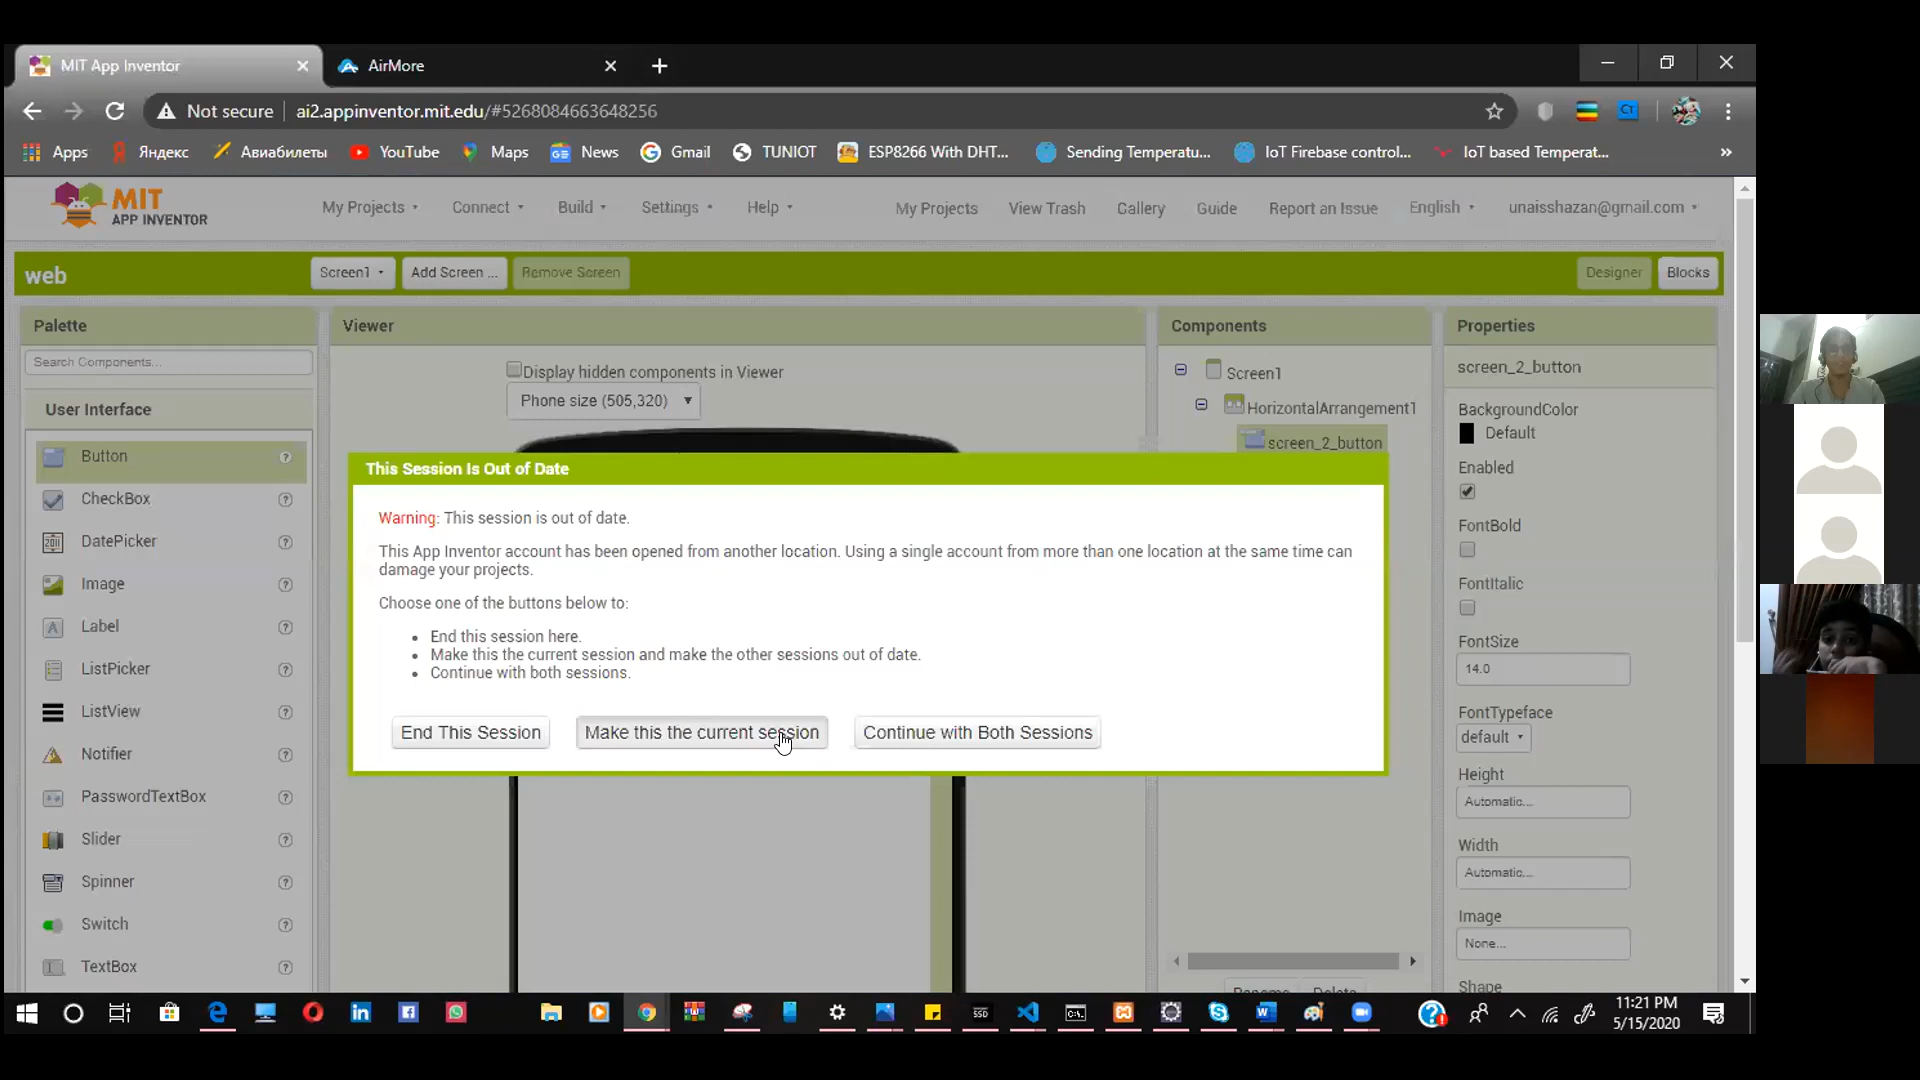 MIT App Inventor
AirMore
Not secure
ai2.appinventor.mit.edu/#5268084663648256
Apps
Яндекс
Авиабилеты
YouTube
Maps
News
Gmail
TUNIOT
ESP8266 With DHT...
Sending Temperatu...
IoT Firebase control...
IoT based Temperat...
»
MIT
APP INVENTOR
My Projects
Connect
Build
Settings
Help
My Projects
View Trash
Gallery
Guide
Report an Issue
English
unaisshazan@gmail.com
web
Screen1
Add Screen ...
Remove Screen
Designer
Blocks
Palette
Search Components...
User Interface
Button
CheckBox
DatePicker
Image
Label
ListPicker
ListView
Notifier
PasswordTextBox
Slider
Spinner
Switch
TextBox
Viewer
Display hidden components in Viewer
Phone size (505,320)
This Session Is Out of Date
Warning: This session is out of date.
This App Inventor account has been opened from another location. Using a single account from more than one location at the same time can
damage your projects.
Choose one of the buttons below to:
• End this session here.
• Make this the current session and make the other sessions out of date.
• Continue with both sessions.
End This Session
Make this the current session
Continue with Both Sessions
Components
Screen1
HorizontalArrangement1
screen_2_button
Rename
Delete
Properties
screen_2_button
BackgroundColor
Default
Enabled
FontBold
FontItalic
FontSize
14.0
FontTypeface
default
Height
Automatic...
Width
Automatic...
Image
None...
Shape
11:21 PM
5/15/2020